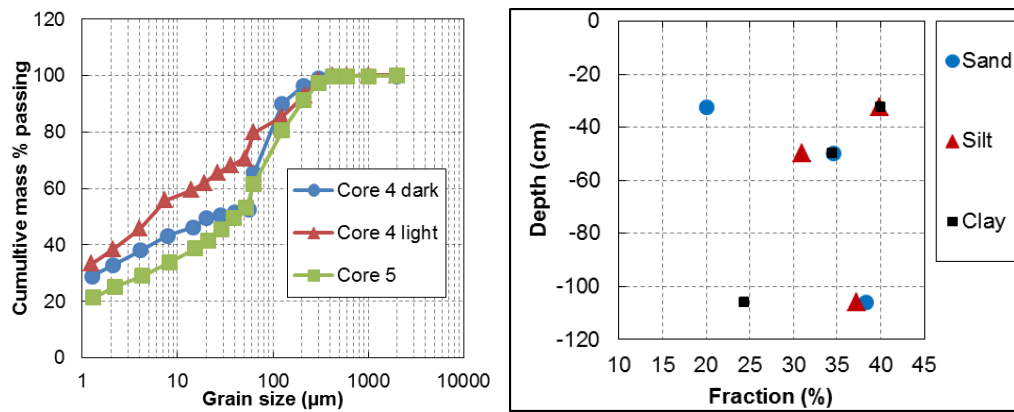 Cumultive mass % passing
120
100
80
60
40
20
0
1
10
100
1000
10000
Grain size (µm)
Core 4 dark
Core 4 light
Core 5
Depth (cm)
0
-20
-40
-60
-80
-100
-120
10
15
20
25
30
35
40
45
Fraction (%)
Sand
Silt
Clay